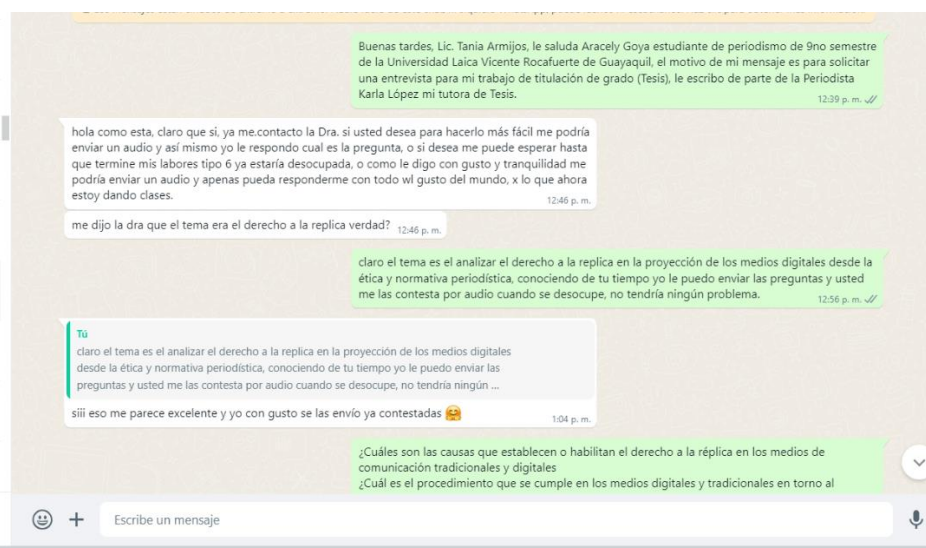 Buenas tardes, Lic. Tania Armijos, le saluda Aracely Goya estudiante de periodismo de 9no semestre
de la Universidad Laica Vicente Rocafuerte de Guayaquil, el motivo de mi mensaje es para solicitar
una entrevista para mi trabajo de titulación de grado (Tesis), le escribo de parte de la Periodista
Karla López mi tutora de Tesis.
12:39 p. m.
hola como esta, claro que si, ya me.contacto la Dra. si usted desea para hacerlo más fácil me podría
enviar un audio y así mismo yo le respondo cual es la pregunta, o si desea me puede esperar hasta
que termine mis labores tipo 6 ya estaría desocupada, o como le digo con gusto y tranquilidad me
podría enviar un audio y apenas pueda responderme con todo wl gusto del mundo, x lo que ahora
estoy dando clases.
12:46 p. m.
me dijo la dra que el tema era el derecho a la replica verdad? 12:46 p. m.
claro el tema es el analizar el derecho a la replica en la proyección de los medios digitales desde la
ética y normativa periodística, conociendo de tu tiempo yo le puedo enviar las preguntas y usted
me las contesta por audio cuando se desocupe, no tendría ningún problema.
12:56 p. m.
Tú
claro el tema es el analizar el derecho a la replica en la proyección de los medios digitales
desde la ética y normativa periodística, conociendo de tu tiempo yo le puedo enviar las
preguntas y usted me las contesta por audio cuando se desocupe, no tendría ningún ...
siii eso me parece excelente y yo con gusto se las envío ya contestadas 🤗
1:04 p. m.
¿Cuáles son las causas que establecen o habilitan el derecho a la réplica en los medios de
comunicación tradicionales y digitales
¿Cuál es el procedimiento que se cumple en los medios digitales y tradicionales en torno al
Escribe un mensaje